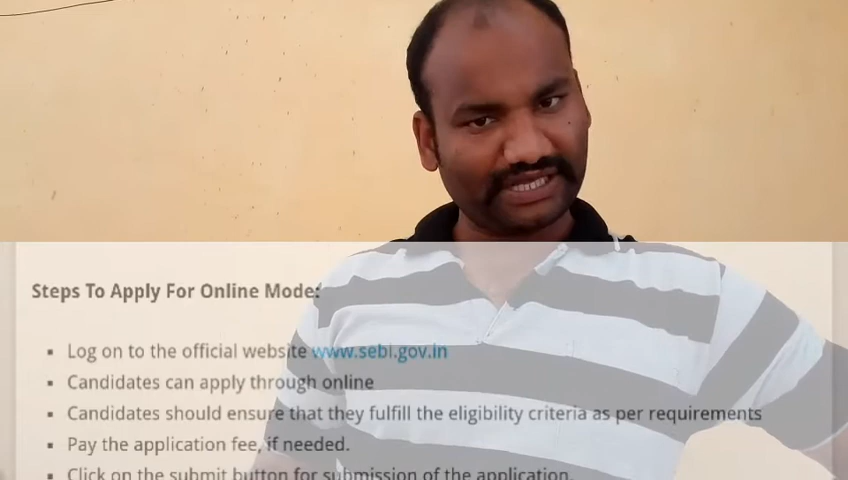 Steps To Apply For Online Mode:
Log on to the official website www.sebi.gov.in
Candidates can apply through online
Candidates should ensure that they fulfill the eligibility criteria as per requirements
Pay the application fee, if needed.
Click on the submit button for submission of the application.